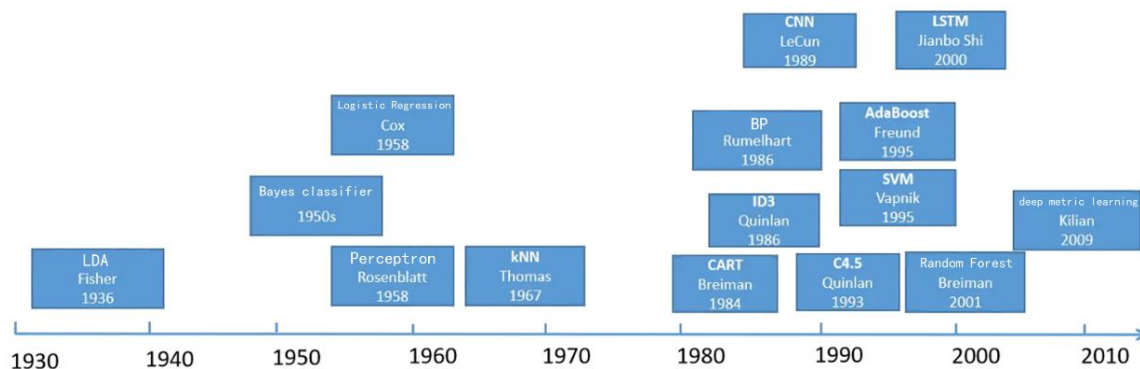 CNN
LeCun
1989
LSTM
Jianbo Shi
2000
Logistic Regression
Cox
1958
BP
Rumelhart
1986
AdaBoost
Freund
1995
Bayes classifier
1950s
ID3
Quinlan
1986
SVM
Vapnik
1995
deep metric learning
Kilian
2009
LDA
Fisher
1936
Perceptron
Rosenblatt
1958
kNN
Thomas
1967
CART
Breiman
1984
C4.5
Quinlan
1993
Random Forest
Breiman
2001
1930
1940
1950
1960
1970
1980
1990
2000
2010